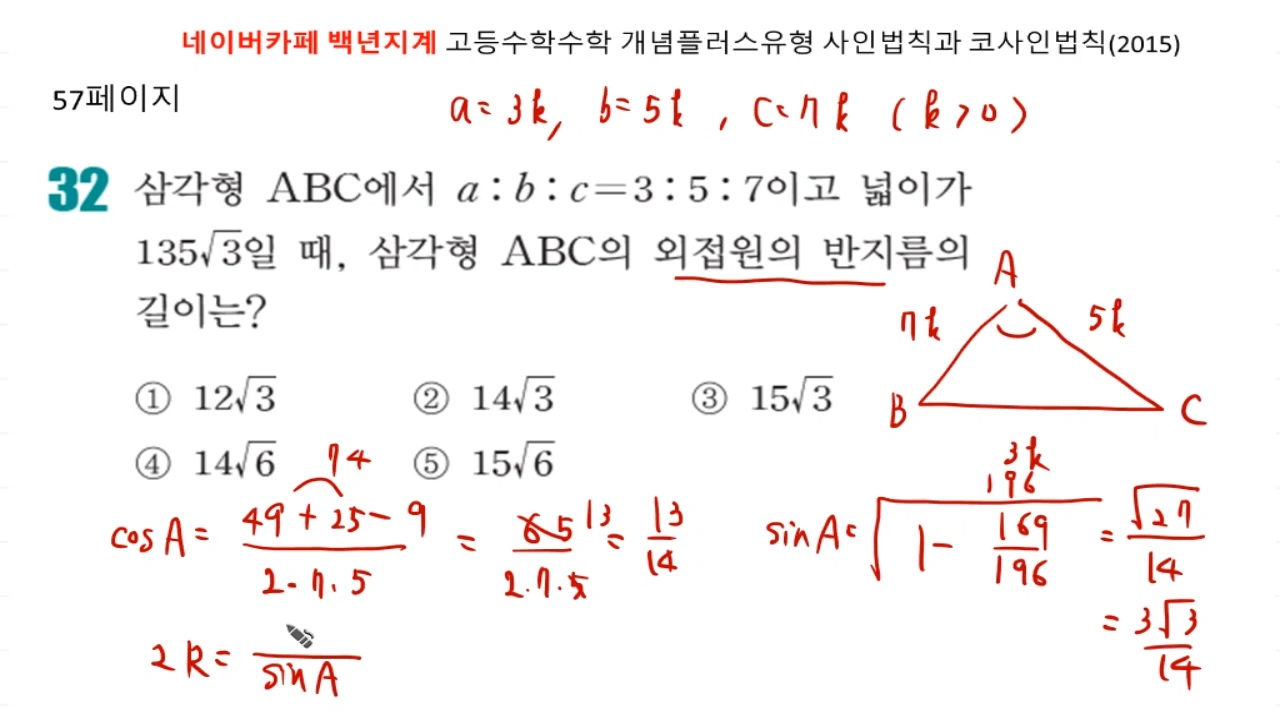 네이버카페 백년지계 고등수학수학 개념플러스유형 사인법칙과 코사인법칙(2015)
57페이지
a=3k, b=5k, c=7k (k>0)
32 삼각형 ABC에서 a : b : c=3 : 5 : 7이고 넓이가
135√3일 때, 삼각형 ABC의 외접원의 반지름의
길이는?
A
7k 5k
B C
3k
① 12√3 ② 14√3 ③ 15√3
④ 14√6 ⑤ 15√6
74
cosA= (49+25-9)/(2·7·5) = 65/(2·7·5) 13 = 13/14
196
sinA= √(1- 169/196) = √27/14
= 3√3/14
2R= /sinA